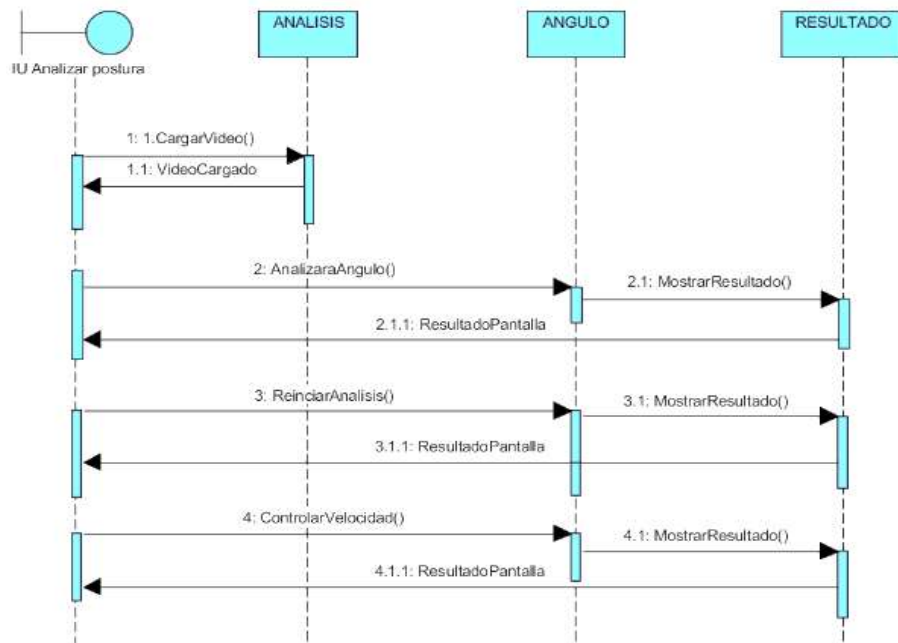 ANALISIS
ANGULO
RESULTADO
IU Analizar postura
1: 1.CargarVideo()
1.1: VideoCargado
2: AnalizaraAngulo()
2.1: MostrarResultado()
2.1.1: ResultadoPantalla
3: ReinciarAnalisis()
3.1: MostrarResultado()
3.1.1: ResultadoPantalla
4: ControlarVelocidad()
4.1: MostrarResultado()
4.1.1: ResultadoPantalla